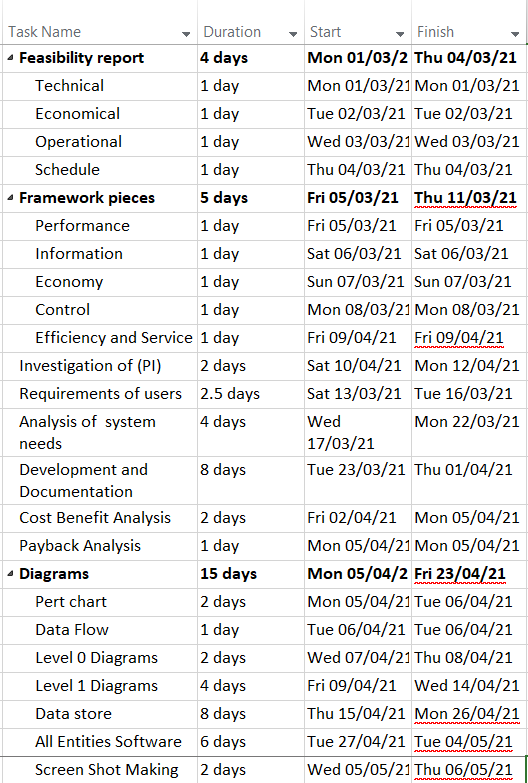 Task Name Duration Start Finish
Feasibility report 4 days Mon 01/03/2 Thu 04/03/21
Technical 1 day Mon 01/03/21 Mon 01/03/21
Economical 1 day Tue 02/03/21 Tue 02/03/21
Operational 1 day Wed 03/03/21 Wed 03/03/21
Schedule 1 day Thu 04/03/21 Thu 04/03/21
Framework pieces 5 days Fri 05/03/21 Thu 11/03/21
Performance 1 day Fri 05/03/21 Fri 05/03/21
Information 1 day Sat 06/03/21 Sat 06/03/21
Economy 1 day Sun 07/03/21 Sun 07/03/21
Control 1 day Mon 08/03/21 Mon 08/03/21
Efficiency and Service 1 day Fri 09/04/21 Fri 09/04/21
Investigation of (PI) 2 days Sat 10/04/21 Mon 12/04/21
Requirements of users 2.5 days Sat 13/03/21 Tue 16/03/21
Analysis of system 4 days Wed Mon 22/03/21
needs 17/03/21
Development and 8 days Tue 23/03/21 Thu 01/04/21
Documentation
Cost Benefit Analysis 2 days Fri 02/04/21 Mon 05/04/21
Payback Analysis 1 day Mon 05/04/21 Mon 05/04/21
Diagrams 15 days Mon 05/04/2 Fri 23/04/21
Pert chart 2 days Mon 05/04/21 Tue 06/04/21
Data Flow 1 day Tue 06/04/21 Tue 06/04/21
Level 0 Diagrams 2 days Wed 07/04/21 Thu 08/04/21
Level 1 Diagrams 4 days Fri 09/04/21 Wed 14/04/21
Data store 8 days Thu 15/04/21 Mon 26/04/21
All Entities Software 6 days Tue 27/04/21 Tue 04/05/21
Screen Shot Making 2 days Wed 05/05/21 Thu 06/05/21